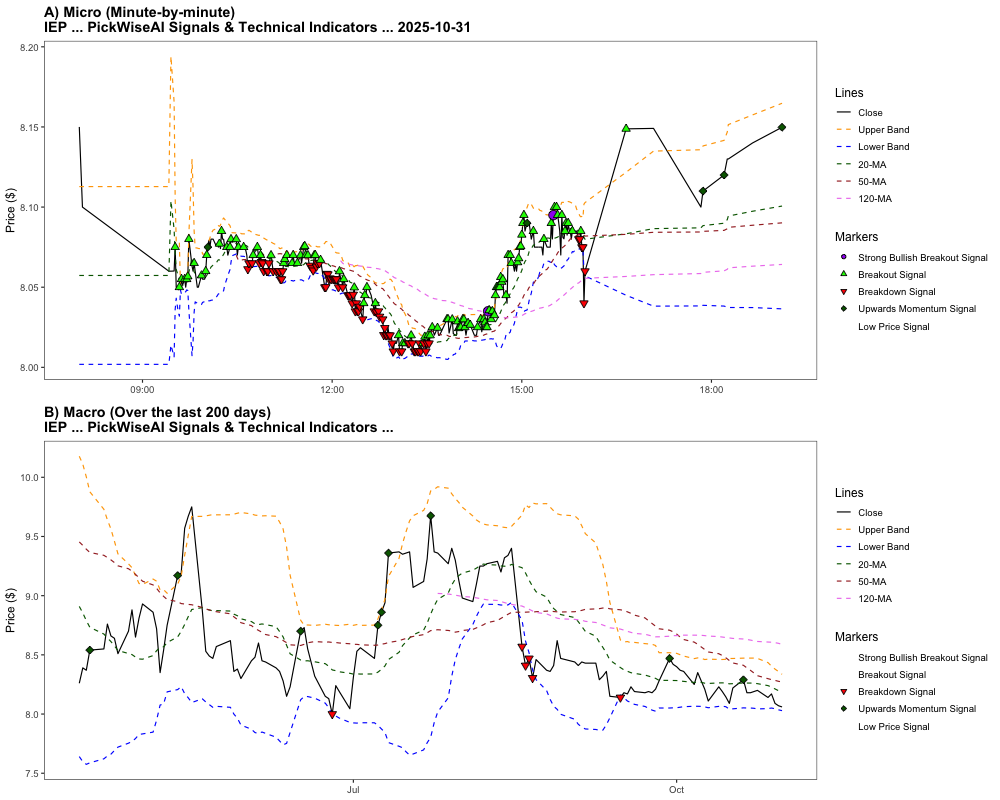 A) Micro (Minute-by-minute)
IEP ... PickWiseAI Signals & Technical Indicators ... 2025-10-31
8.20
8.15
8.10
8.05
8.00
Price ($)
09:00
12:00
15:00
18:00
Lines
Close
Upper Band
Lower Band
20-MA
50-MA
120-MA
Markers
Strong Bullish Breakout Signal
Breakout Signal
Breakdown Signal
Upwards Momentum Signal
Low Price Signal
B) Macro (Over the last 200 days)
IEP ... PickWiseAI Signals & Technical Indicators ...
10.0
9.5
9.0
8.5
8.0
7.5
Price ($)
Jul
Oct
Lines
Close
Upper Band
Lower Band
20-MA
50-MA
120-MA
Markers
Strong Bullish Breakout Signal
Breakout Signal
Breakdown Signal
Upwards Momentum Signal
Low Price Signal